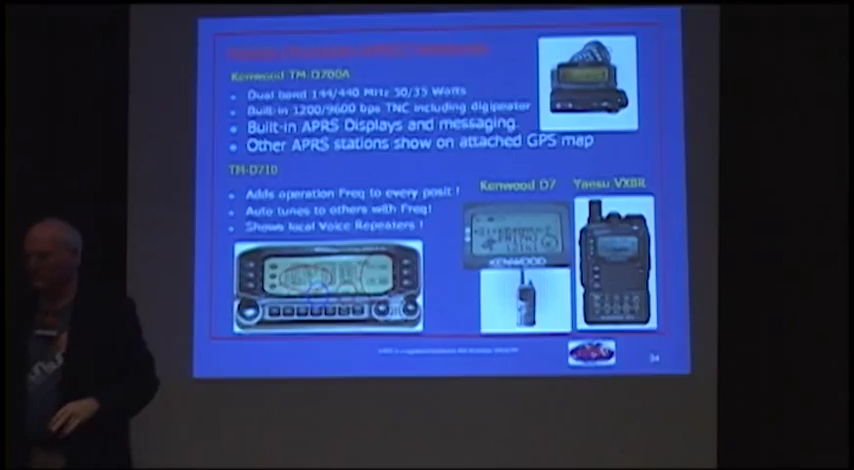 Kenwood TM-D700A
Dual band 144/440 MHz 50/35 Watts
Built-in 1200/9600 bps TNC including digipeater
Built-in APRS Displays and messaging.
Other APRS stations show on attached GPS map
TM-D710
Kenwood D7 Yaesu VX8R
Adds operation Freq to every posit !
Auto tunes to others with Freq!
Shows local Voice Repeaters !
KENWOOD
34